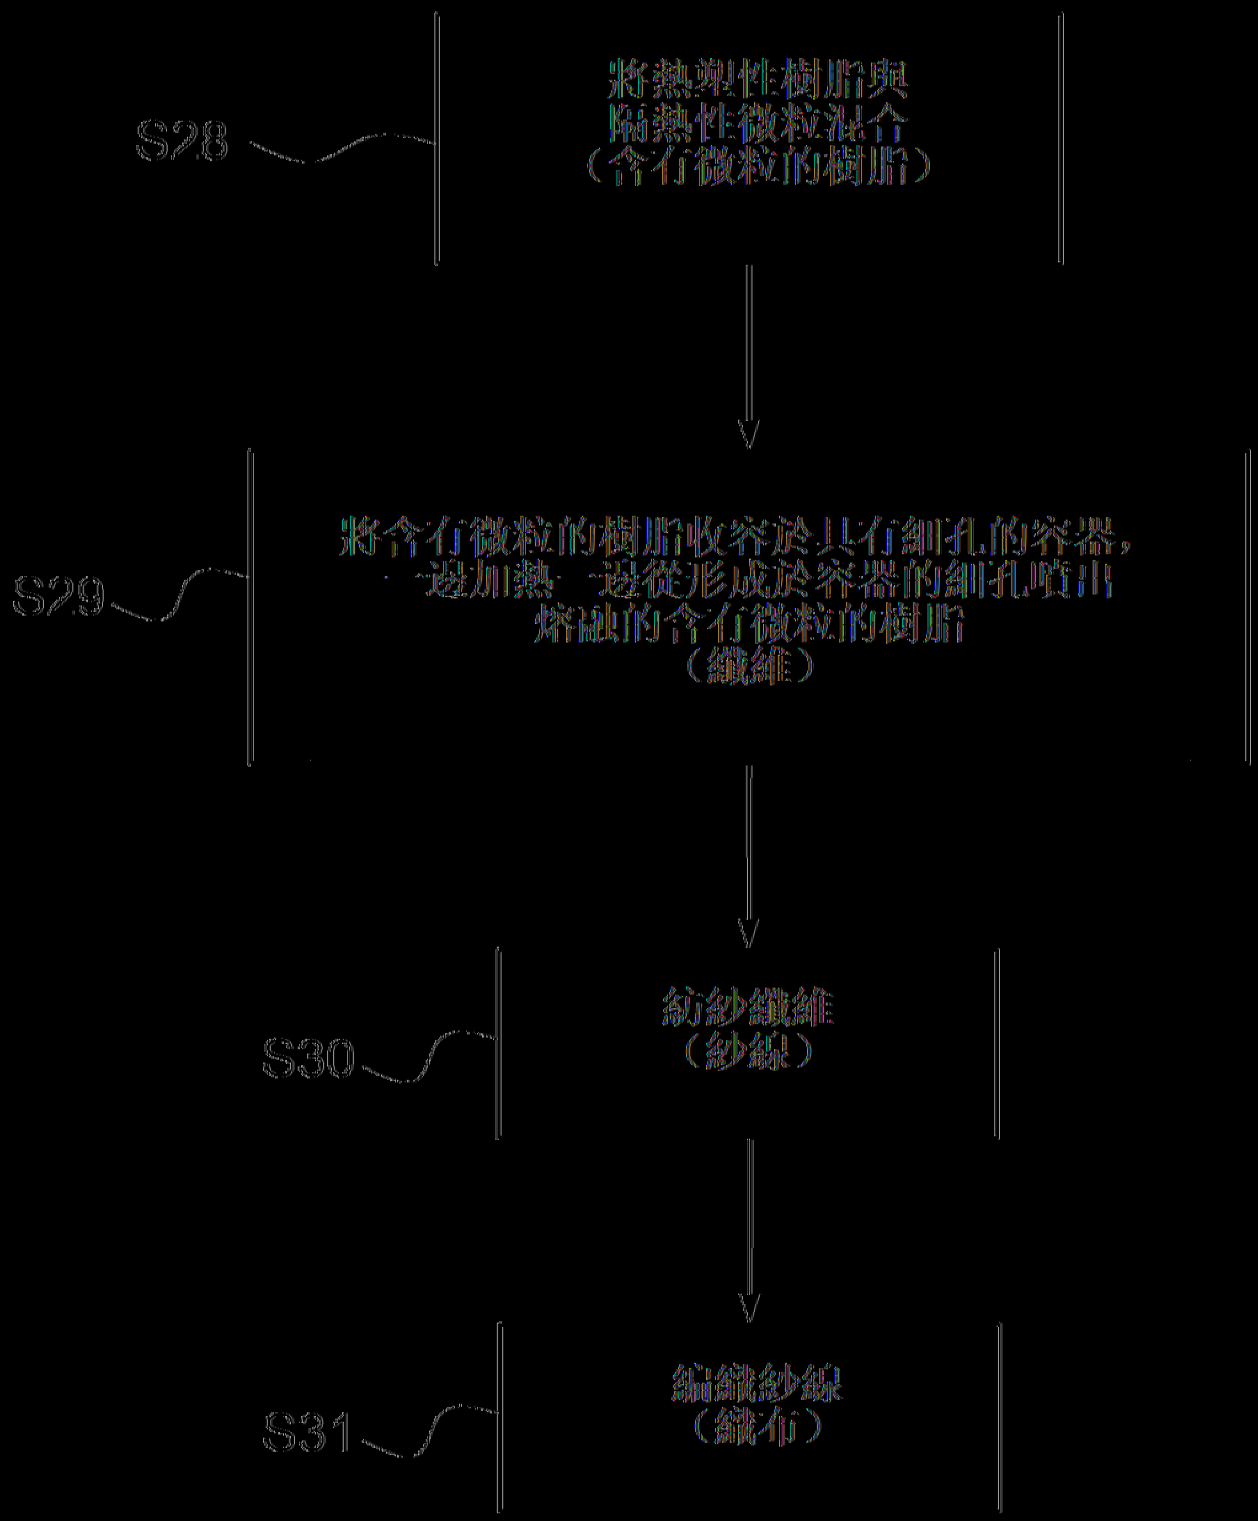 將熱塑性樹脂與
隔熱性微粒混合
（含有微粒的樹脂）
S28
將含有微粒的樹脂收容於具有細孔的容器，
一邊加熱一邊從形成於容器的細孔噴出
熔融的含有微粒的樹脂
（纖維）
S29
紡紗纖維
（紗線）
S30
編織紗線
（織布）
S31